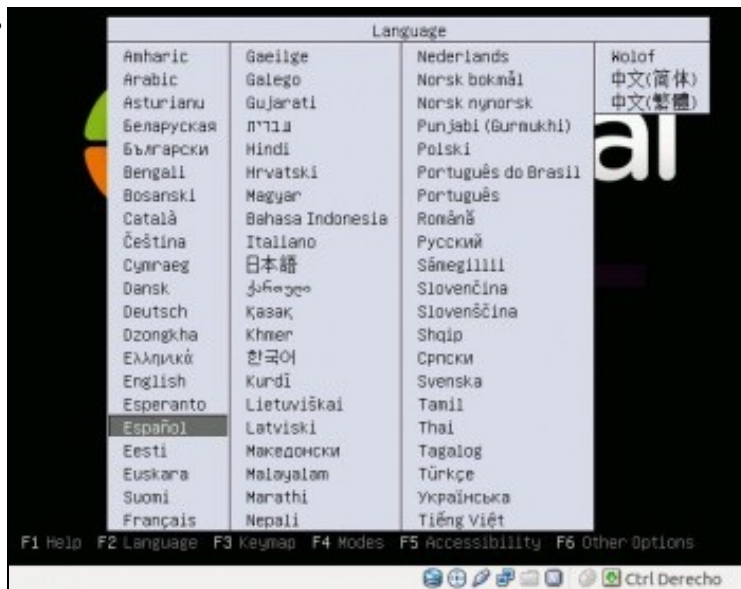 Language
Amharic
Arabic
Asturianu
Беларуская
Български
Bengali
Bosanski
Català
Čeština
Cymraeg
Dansk
Deutsch
Dzongkha
Ελληνικά
English
Esperanto
Español
Eesti
Euskara
Suomi
Français
Gaeilge
Galego
Gujarati
עברית
Hindi
Hrvatski
Magyar
Bahasa Indonesia
Italiano
日本語
ქართული
Қазақ
Khmer
한국어
Kurdî
Lietuviškai
Latviski
Македонски
Malayalam
Marathi
Nepali
Nederlands
Norsk bokmål
Norsk nynorsk
Punjabi (Gurmukhi)
Polski
Português do Brasil
Português
Română
Русский
Sámegillii
Slovenčina
Slovenščina
Shqip
Српски
Svenska
Tamil
Thai
Tagalog
Türkçe
Українська
Tiếng Việt
Wolof
中文(简体)
中文(繁體)
al
F1 Help F2 Language F3 Keymap F4 Modes F5 Accessibility F6 Other Options
Ctrl Derecho